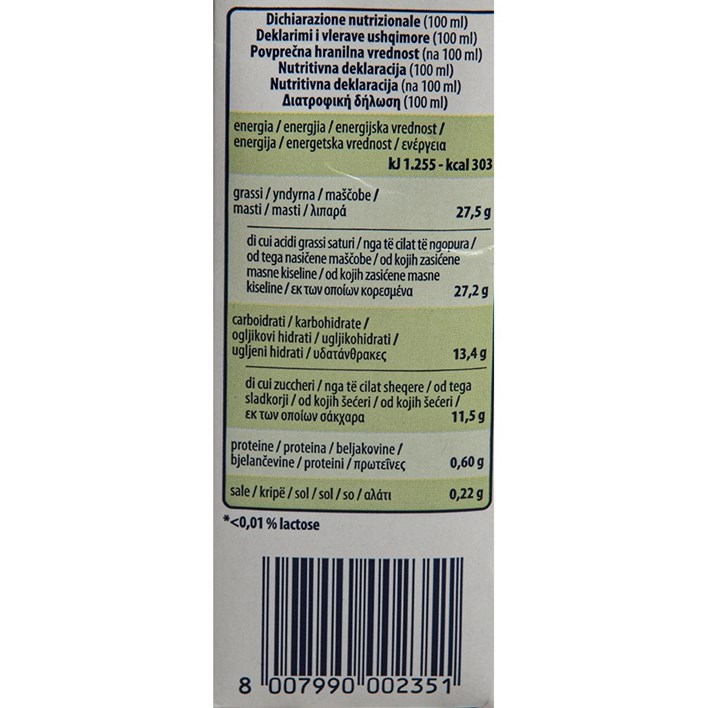 Dichiarazione nutrizionale (100 ml)
Deklarimi i vlerave ushqimore (100 ml)
Povprečna hranilna vrednost (na 100 ml)
Nutritivna deklaracija (100 ml)
Nutritivna deklaracija (na 100 ml)
Διατροφική δήλωση (100 ml)
energia / energjia / energijska vrednost /
energija / energetska vrednost / ενέργεια
kJ 1.255 - kcal 303
grassi / yndyrna / maščobe /
masti / masti / λιπαρά 27,5 g
di cui acidi grassi saturi / nga të cilat të ngopura /
od tega nasičene maščobe / od kojih zasićene
masne kiseline / od kojih zasićene masne
kiseline / εκ των οποίων κορεσμένα 27,2 g
carboidrati / karbohidrate /
ogljikovi hidrati / ugljikohidrati /
ugljeni hidrati / υδατάνθρακες 13,4 g
di cui zuccheri / nga të cilat sheqere / od tega
sladkorji / od kojih šećeri / od kojih šećeri /
εκ των οποίων σάκχαρα 11,5 g
proteine / proteina / beljakovine /
bjelančevine / proteini / πρωτεΐνες 0,60 g
sale / kripë / sol / sol / so / αλάτι 0,22 g
*<0,01 % lactose
8 007990 002351